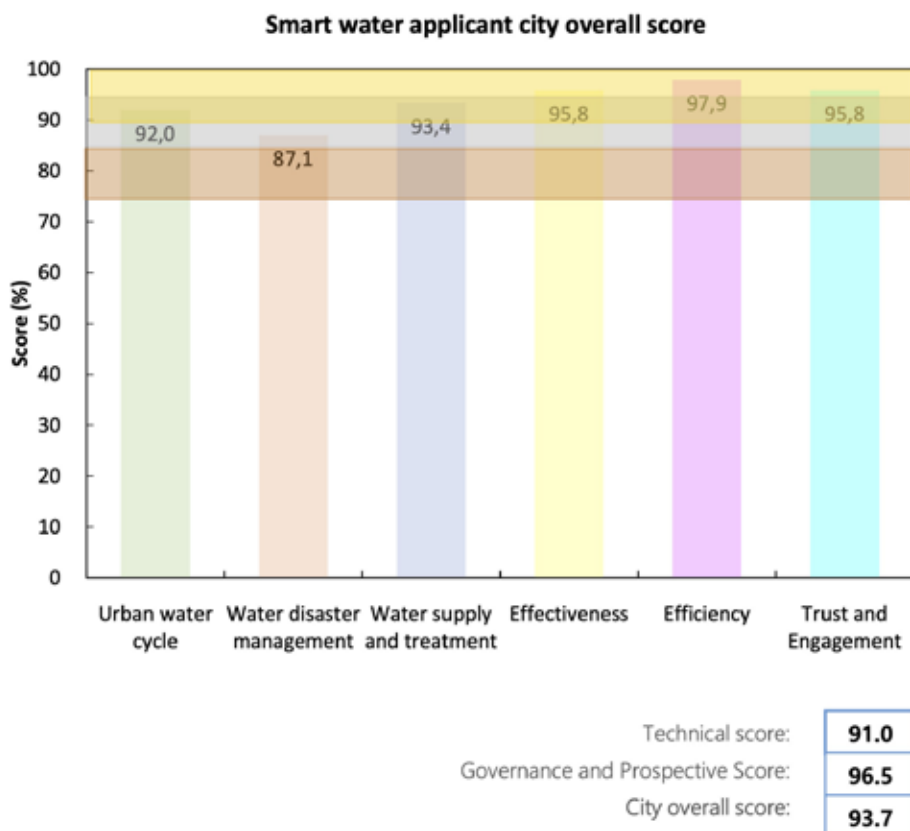 Smart water applicant city overall score
Score (%)
100
90
80
70
60
50
40
30
20
10
0
92,0
87,1
93,4
95,8
97,9
95,8
Urban water cycle
Water disaster management
Water supply and treatment
Effectiveness
Efficiency
Trust and Engagement
Technical score: 91.0
Governance and Prospective Score: 96.5
City overall score: 93.7